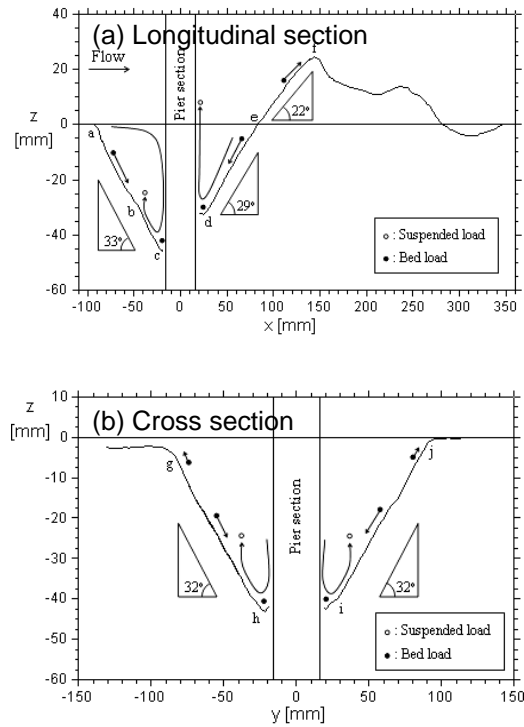 (a) Longitudinal section
Flow
Pier section
z
[mm]
40
20
0
-20
-40
-60
a
b
c
d
e
f
33°
29°
22°
○ : Suspended load
● : Bed load
-100 -50 0 50 100 150 200 250 300 350
x [mm]
(b) Cross section
Pier section
z
[mm]
10
0
-10
-20
-30
-40
-50
-60
g
h
i
j
32°
32°
○ : Suspended load
● : Bed load
-150 -100 -50 0 50 100 150
y [mm]